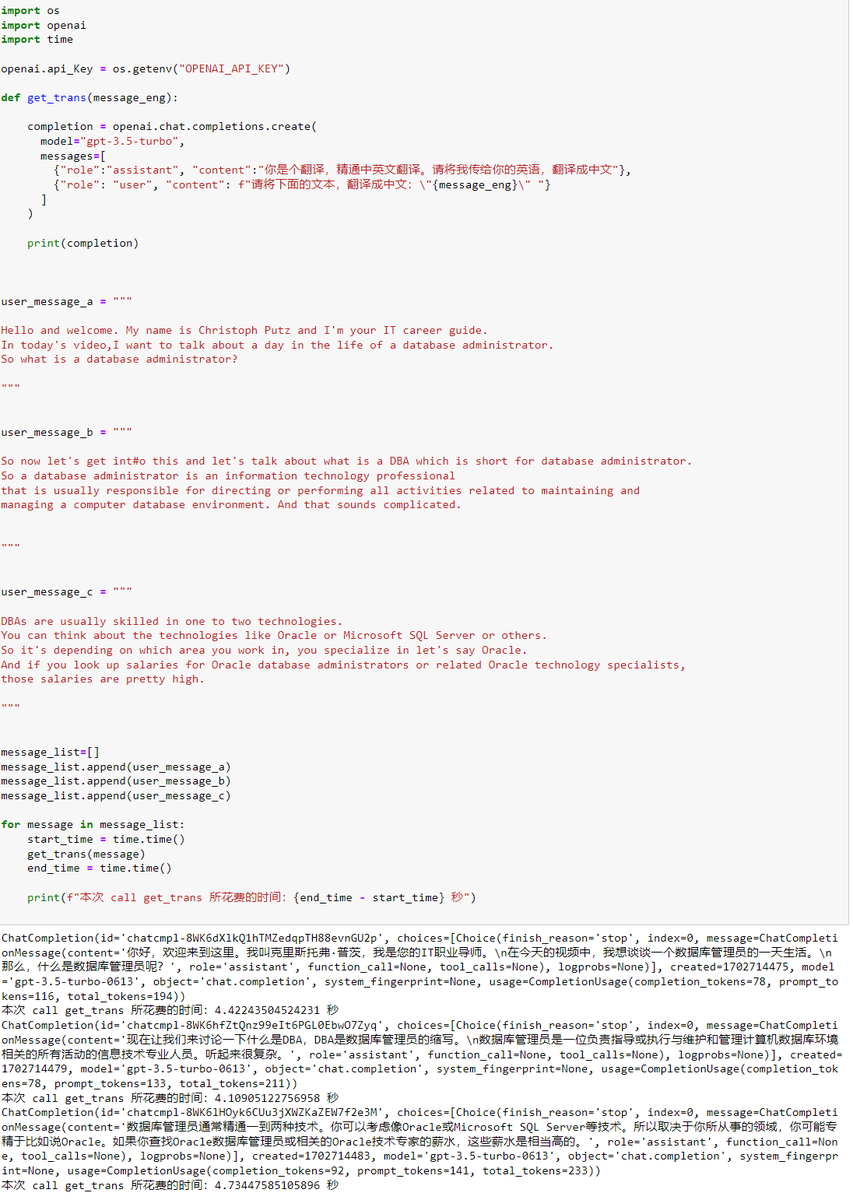 import os
import openai
import time
openai.api_Key = os.getenv("OPENAI_API_KEY")
def get_trans(message_eng):
completion = openai.chat.completions.create(
model="gpt-3.5-turbo",
messages=[
{"role":"assistant", "content":"你是个翻译，精通中英文翻译。请将我传给你的英语，翻译成中文"},
{"role": "user", "content": f"请将下面的文本，翻译成中文：\"{message_eng}\" "}
]
)
print(completion)
user_message_a = """
Hello and welcome. My name is Christoph Putz and I'm your IT career guide.
In today's video,I want to talk about a day in the life of a database administrator.
So what is a database administrator?
"""
user_message_b = """
So now let's get int#o this and let's talk about what is a DBA which is short for database administrator.
So a database administrator is an information technology professional
that is usually responsible for directing or performing all activities related to maintaining and
managing a computer database environment. And that sounds complicated.
"""
user_message_c = """
DBAs are usually skilled in one to two technologies.
You can think about the technologies like Oracle or Microsoft SQL Server or others.
So it's depending on which area you work in, you specialize in let's say Oracle.
And if you look up salaries for Oracle database administrators or related Oracle technology specialists,
those salaries are pretty high.
"""
message_list=[]
message_list.append(user_message_a)
message_list.append(user_message_b)
message_list.append(user_message_c)
for message in message_list:
start_time = time.time()
get_trans(message)
end_time = time.time()
print(f"本次 call get_trans 所花费的时间：{end_time - start_time} 秒")
ChatCompletion(id='chatcmpl-8WK6dXlkQ1hTMZedqpTH88evnGU2p', choices=[Choice(finish_reason='stop', index=0, message=ChatCompleti
onMessage(content='你好，欢迎来到这里。我叫克里斯托弗·普茨，我是您的IT职业导师。\n在今天的视频中，我想谈谈一个数据库管理员的一天生活。\n
那么，什么是数据库管理员呢？', role='assistant', function_call=None, tool_calls=None), logprobs=None)], created=1702714475, model
='gpt-3.5-turbo-0613', object='chat.completion', system_fingerprint=None, usage=CompletionUsage(completion_tokens=78, prompt_to
kens=116, total_tokens=194))
本次 call get_trans 所花费的时间：4.42243504524231 秒
ChatCompletion(id='chatcmpl-8WK6hfZtQnz99eIt6PGL0EbwO7Zyq', choices=[Choice(finish_reason='stop', index=0, message=ChatCompleti
onMessage(content='现在让我们来讨论一下什么是DBA，DBA是数据库管理员的缩写。\n数据库管理员是一位负责指导或执行与维护和管理计算机数据库环境
相关的所有活动的信息技术专业人员。听起来很复杂。', role='assistant', function_call=None, tool_calls=None), logprobs=None)], created=
1702714479, model='gpt-3.5-turbo-0613', object='chat.completion', system_fingerprint=None, usage=CompletionUsage(completion_tok
ens=78, prompt_tokens=133, total_tokens=211))
本次 call get_trans 所花费的时间：4.10905122756958 秒
ChatCompletion(id='chatcmpl-8WK6lHOyk6CUu3jXWZKaZEW7f2e3M', choices=[Choice(finish_reason='stop', index=0, message=ChatCompleti
onMessage(content='数据库管理员通常精通一到两种技术。你可以考虑像Oracle或Microsoft SQL Server等技术。所以取决于你所从事的领域，你可能专
精于比如说Oracle。如果你查找Oracle数据库管理员或相关的Oracle技术专家的薪水，这些薪水是相当高的。', role='assistant', function_call=Non
e, tool_calls=None), logprobs=None)], created=1702714483, model='gpt-3.5-turbo-0613', object='chat.completion', system_fingerpr
int=None, usage=CompletionUsage(completion_tokens=92, prompt_tokens=141, total_tokens=233))
本次 call get_trans 所花费的时间：4.73447585105896 秒